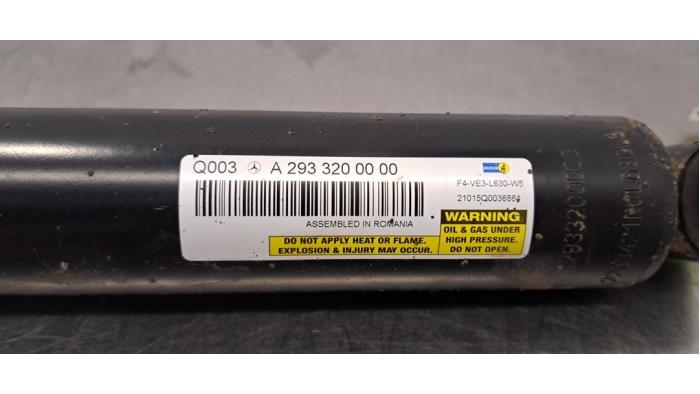 Q003 A 293 320 00 00
F4-VE3-L630-W5
21015Q0036864
ASSEMBLED IN ROMANIA
DO NOT APPLY HEAT OR FLAME.
EXPLOSION & INJURY MAY OCCUR.
WARNING
OIL & GAS UNDER
HIGH PRESSURE.
DO NOT OPEN.